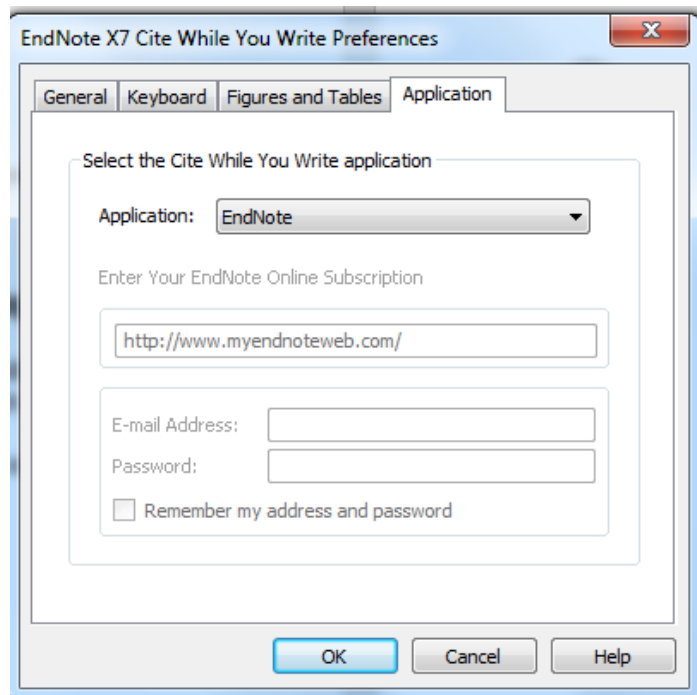 EndNote X7 Cite While You Write Preferences
X
General Keyboard Figures and Tables Application
Select the Cite While You Write application
Application: EndNote
Enter Your EndNote Online Subscription
http://www.myendnoteweb.com/
E-mail Address:
Password:
Remember my address and password
OK Cancel Help